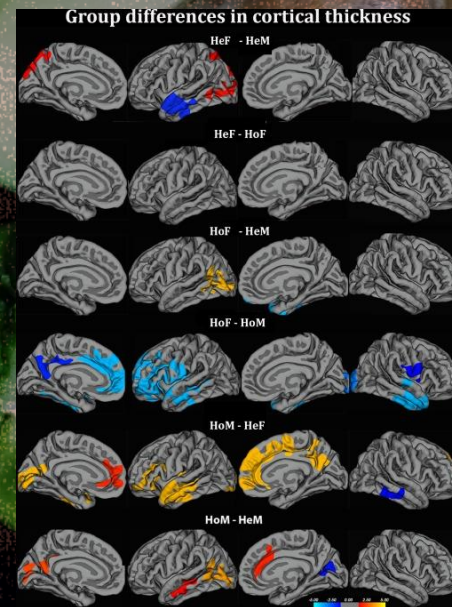 Group differences in cortical thickness
HeF - HeM
HeF - HoF
HoF - HeM
HoF - HoM
HoM - HeF
HoM - HeM